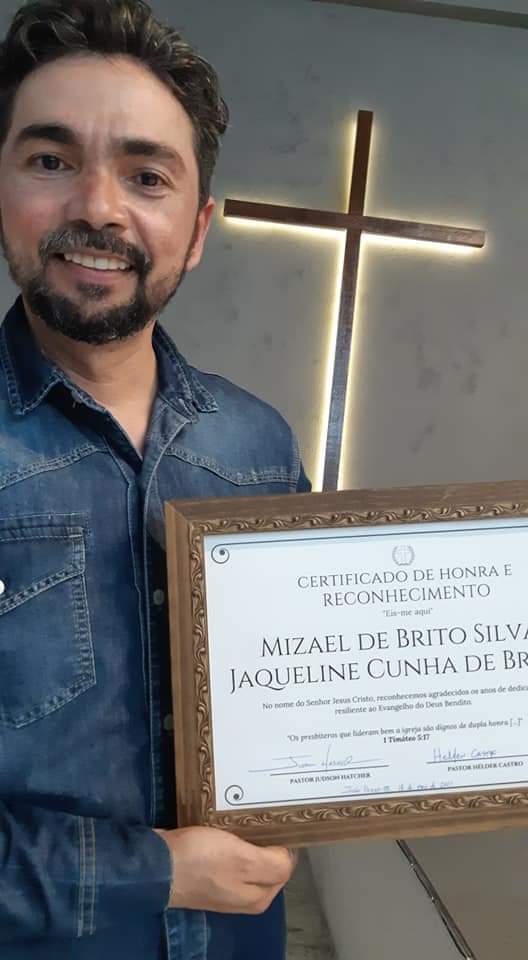 CERTIFICADO DE HONRA E
RECONHECIMENTO
"Eis-me aqui"
MIZAEL DE BRITO SILVA
JAQUELINE CUNHA DE BR
No nome do Senhor Jesus Cristo, reconhecemos agradecidos os anos de dedica
resiliente ao Evangelho do Deus Bendito.
"Os presbíteros que lideram bem a igreja são dignos de dupla honra [...]"
1 Timóteo 5:17
Helder Castro
PASTOR JUDSON HATCHER
PASTOR HÉLDER CASTRO